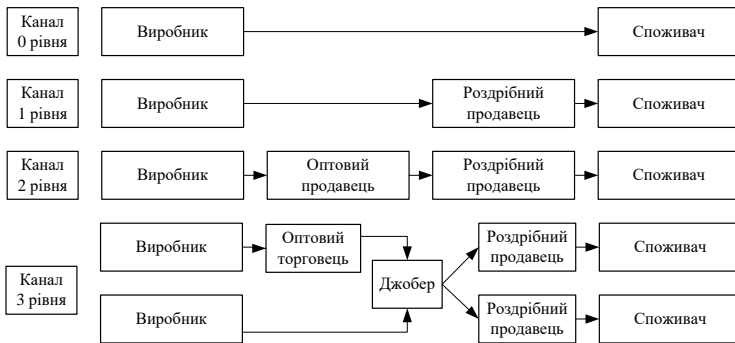 Канал
0 рівня
Виробник
Споживач
Канал
1 рівня
Виробник
Роздрібний
продавець
Споживач
Канал
2 рівня
Виробник
Оптовий
продавець
Роздрібний
продавець
Споживач
Канал
3 рівня
Виробник
Оптовий
торговець
Джобер
Роздрібний
продавець
Споживач
Виробник
Роздрібний
продавець
Споживач